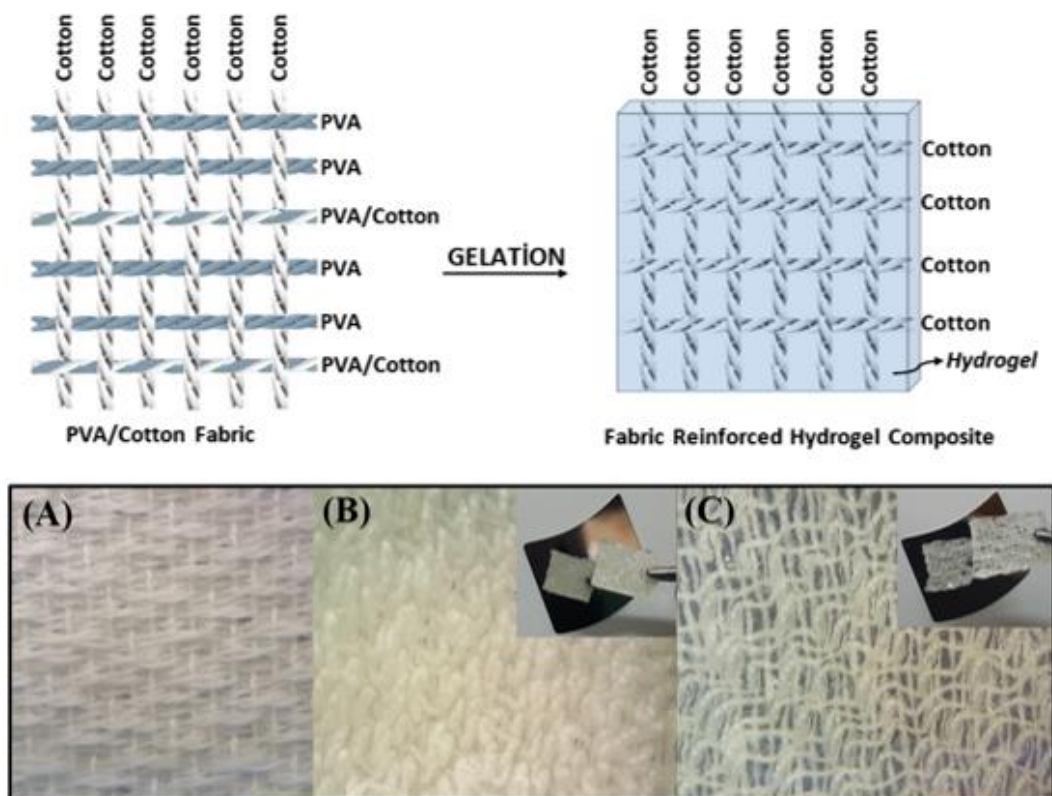 Cotton Cotton Cotton Cotton Cotton Cotton
PVA
PVA
PVA/Cotton
PVA
PVA
PVA/Cotton
PVA/Cotton Fabric
GELATİON
Cotton Cotton Cotton Cotton Cotton Cotton
Cotton
Cotton
Cotton
Cotton
Hydrogel
Fabric Reinforced Hydrogel Composite
(A)
(B)
(C)